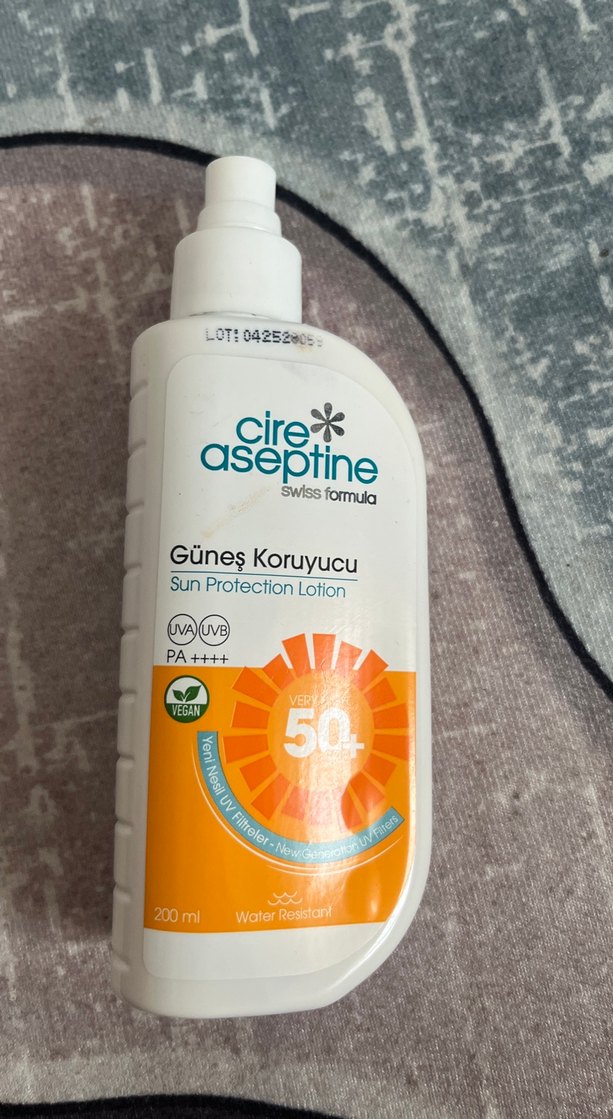 LOT:042528059
cire
aseptine
swiss formula
Güneş Koruyucu
Sun Protection Lotion
UVA UVB
PA ++++
VEGAN
VERY
50+
Yeni Nesil UV Filtreler - New Generation UV Filters
200 ml
Water Resistant